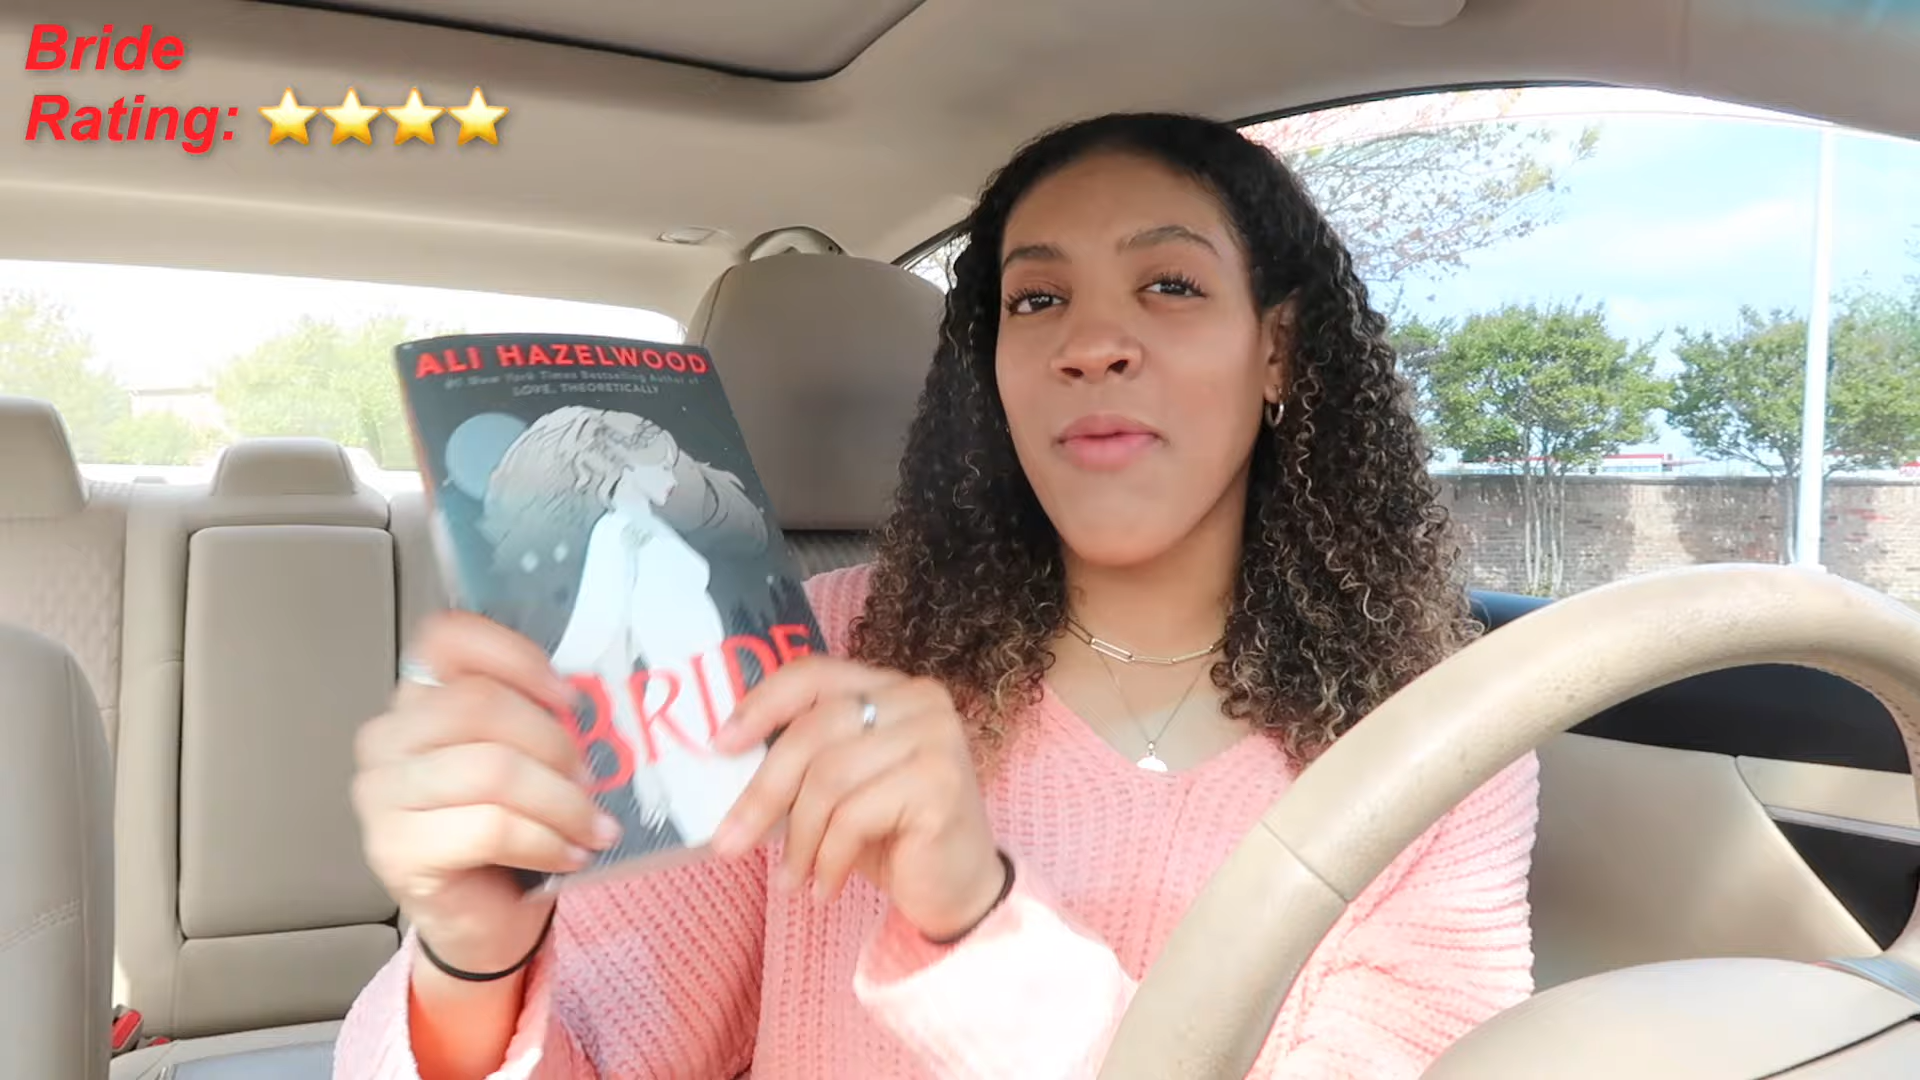 Bride
Rating: ⭐⭐⭐⭐
ALI HAZELWOOD
#1 New York Times Bestselling Author of
LOVE, THEORETICALLY
BRIDE